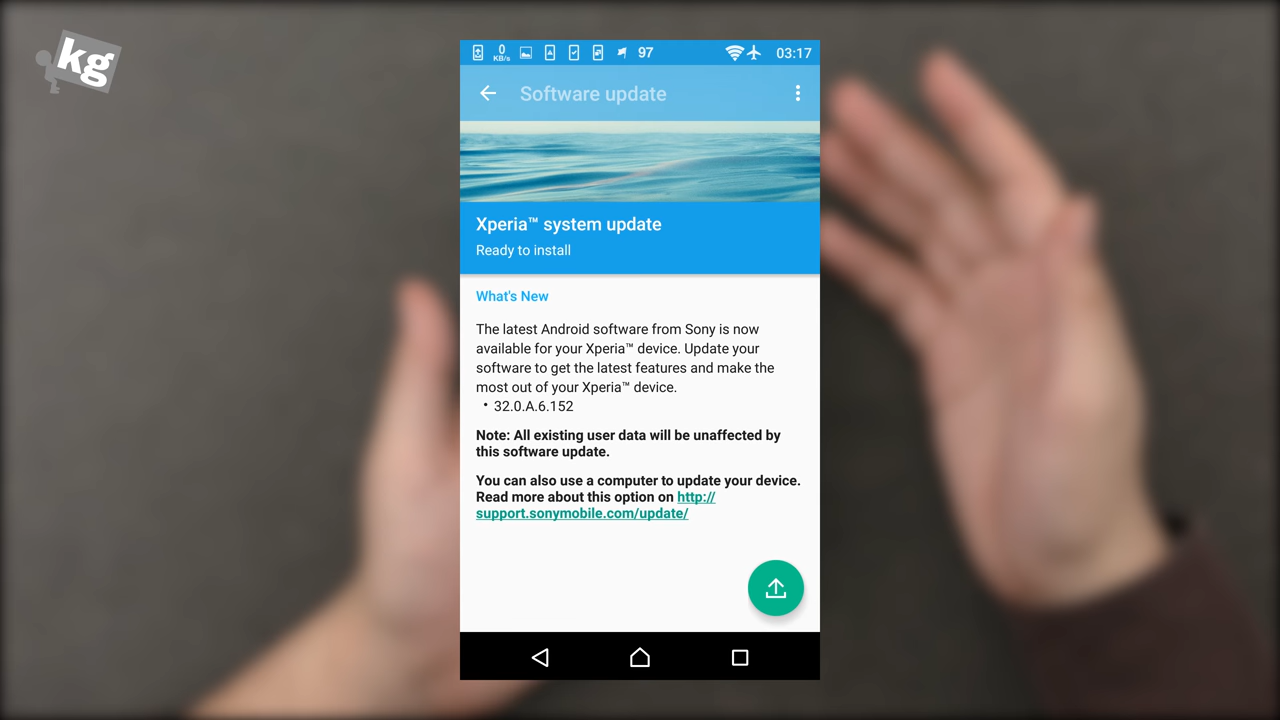 kg
0
KB/s
97
03:17
Software update
Xperia™ system update
Ready to install
What's New
The latest Android software from Sony is now
available for your Xperia™ device. Update your
software to get the latest features and make the
most out of your Xperia™ device.
• 32.0.A.6.152
Note: All existing user data will be unaffected by
this software update.
You can also use a computer to update your device.
Read more about this option on http://
support.sonymobile.com/update/